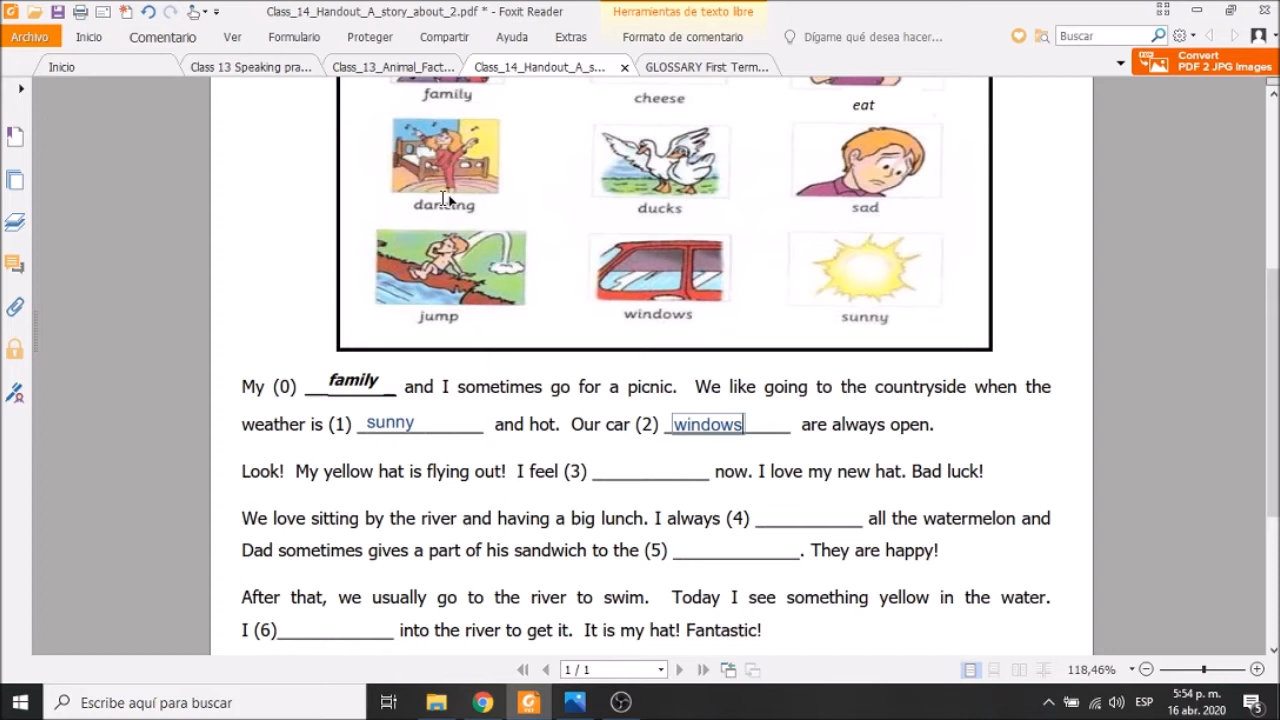 Class_14_Handout_A_story_about_2.pdf * - Foxit Reader
Herramientas de texto libre
Archivo Inicio Comentario Ver Formulario Proteger Compartir Ayuda Extras Formato de comentario Dígame qué desea hacer... Buscar
Inicio Class 13 Speaking pra... Class_13_Animal_Fact... Class_14_Handout_A_s... GLOSSARY First Term...
Convert
PDF 2 JPG Images
family cheese eat
dancing ducks sad
jump windows sunny
My (0) __family__ and I sometimes go for a picnic. We like going to the countryside when the
weather is (1) sunny and hot. Our car (2) windows are always open.
Look! My yellow hat is flying out! I feel (3) ____________ now. I love my new hat. Bad luck!
We love sitting by the river and having a big lunch. I always (4) ___________ all the watermelon and
Dad sometimes gives a part of his sandwich to the (5) _____________. They are happy!
After that, we usually go to the river to swim. Today I see something yellow in the water.
I (6)____________ into the river to get it. It is my hat! Fantastic!
1 / 1
118,46%
Escribe aquí para buscar
ESP
5:54 p. m.
16 abr. 2020
5